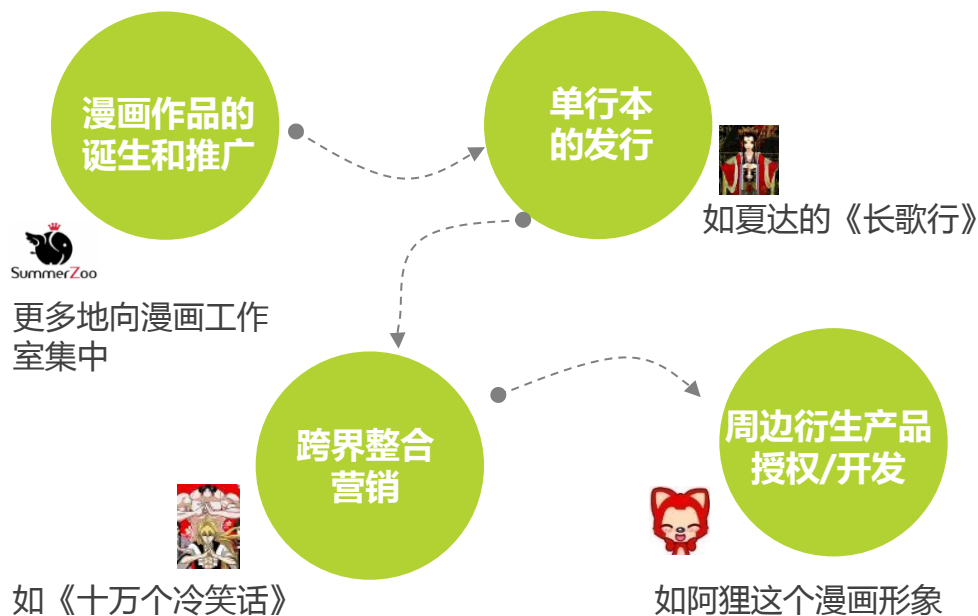 漫画作品的
诞生和推广
SummerZoo
更多地向漫画工作
室集中
单行本
的发行
如夏达的《长歌行》
跨界整合
营销
如《十万个冷笑话》
周边衍生产品
授权/开发
如阿狸这个漫画形象